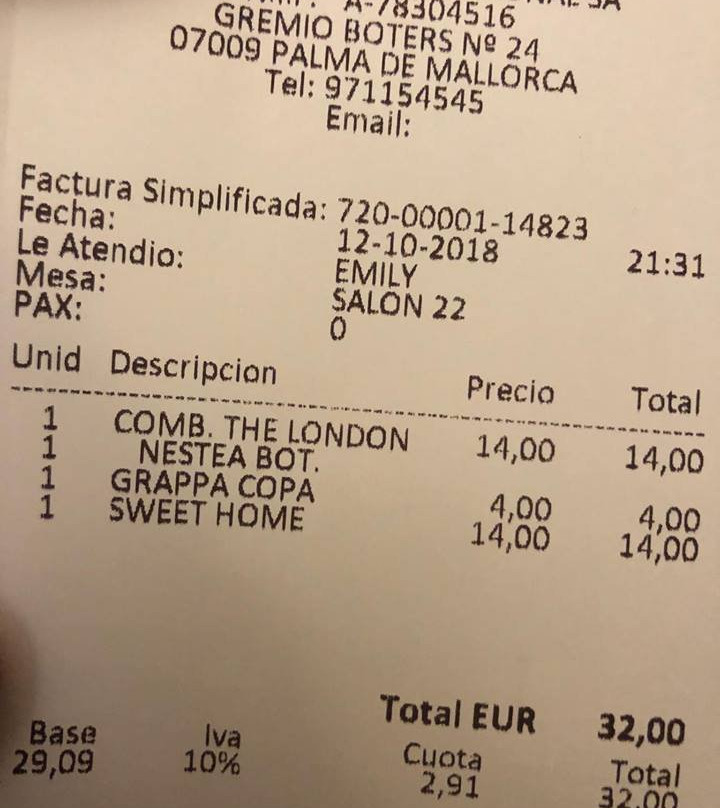 A-78304516
GREMIO BOTERS Nº 24
07009 PALMA DE MALLORCA
Tel: 971154545
Email:
Factura Simplificada: 720-00001-14823
Fecha: 12-10-2018 21:31
Le Atendio: EMILY
Mesa: SALON 22
PAX: 0
Unid Descripcion Precio Total
1 COMB. THE LONDON 14,00 14,00
1 NESTEA BOT.
1 GRAPPA COPA 4,00 4,00
1 SWEET HOME 14,00 14,00
Total EUR 32,00
Base Iva Cuota Total
29,09 10% 2,91 32,00